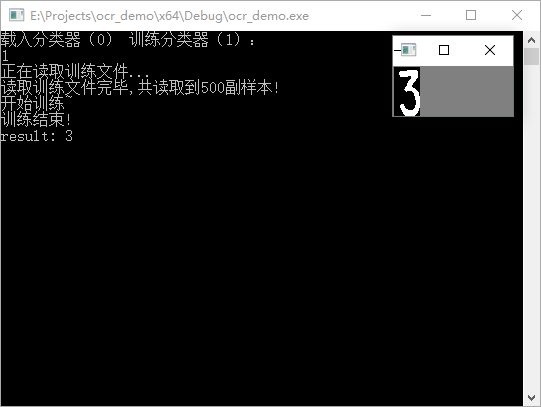 E:\Projects\ocr_demo\x64\Debug\ocr_demo.exe
载入分类器（0） 训练分类器（1）：
1
正在读取训练文件...
读取训练文件完毕,共读取到500副样本!
开始训练~
训练结束!
result: 3
3